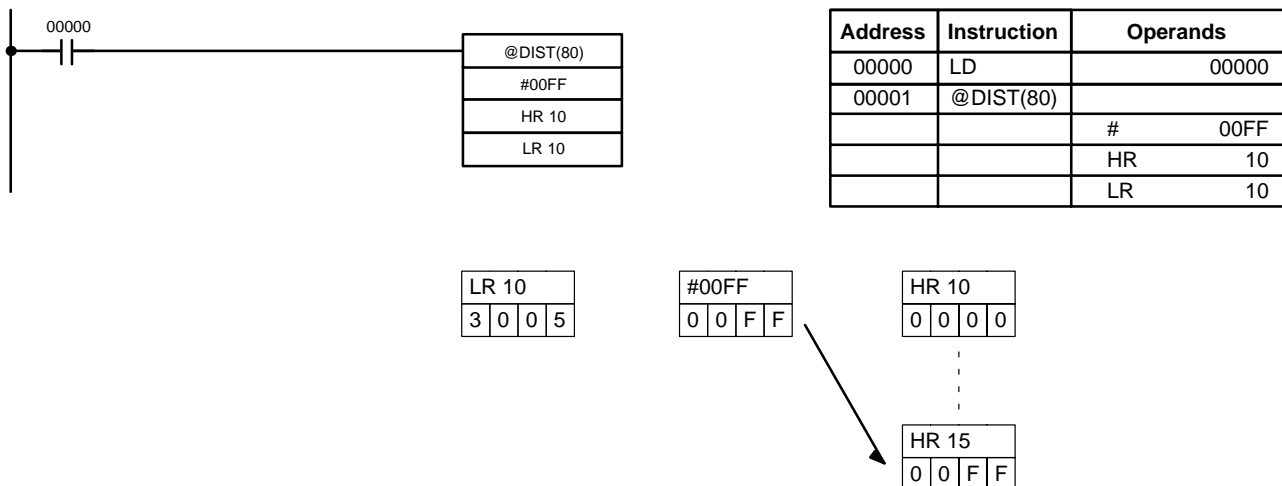 00000
@DIST(80)
#00FF
HR 10
LR 10
Address Instruction Operands
00000 LD 00000
00001 @DIST(80)
# 00FF
HR 10
LR 10
LR 10
3 0 0 5
#00FF
0 0 F F
HR 10
0 0 0 0
HR 15
0 0 F F